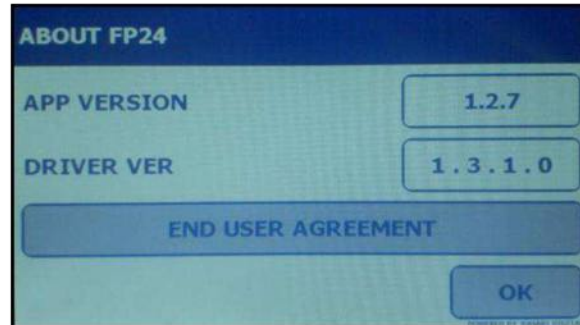 ABOUT FP24
APP VERSION 1.2.7
DRIVER VER 1.3.1.0
END USER AGREEMENT
OK